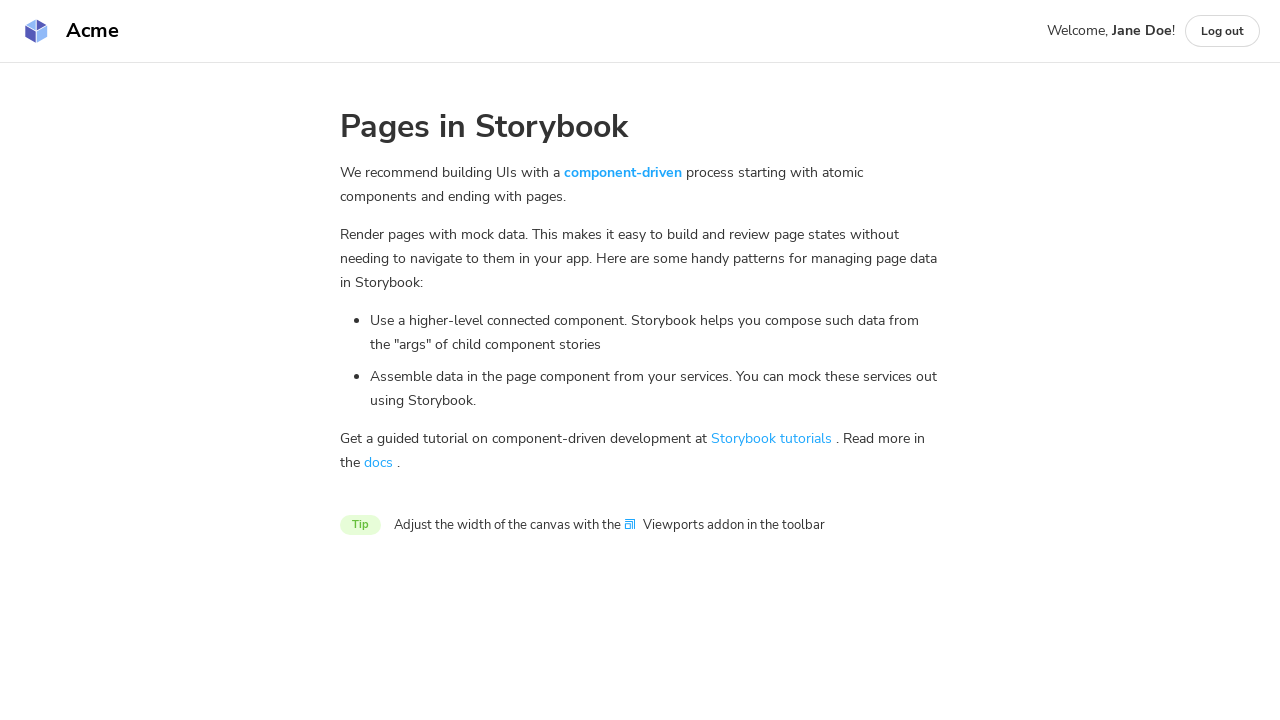 Acme
Welcome, Jane Doe!
Log out
Pages in Storybook
We recommend building UIs with a component-driven process starting with atomic
components and ending with pages.
Render pages with mock data. This makes it easy to build and review page states without
needing to navigate to them in your app. Here are some handy patterns for managing page data
in Storybook:
Use a higher-level connected component. Storybook helps you compose such data from
the "args" of child component stories
Assemble data in the page component from your services. You can mock these services out
using Storybook.
Get a guided tutorial on component-driven development at Storybook tutorials . Read more in
the docs .
Tip
Adjust the width of the canvas with the Viewports addon in the toolbar